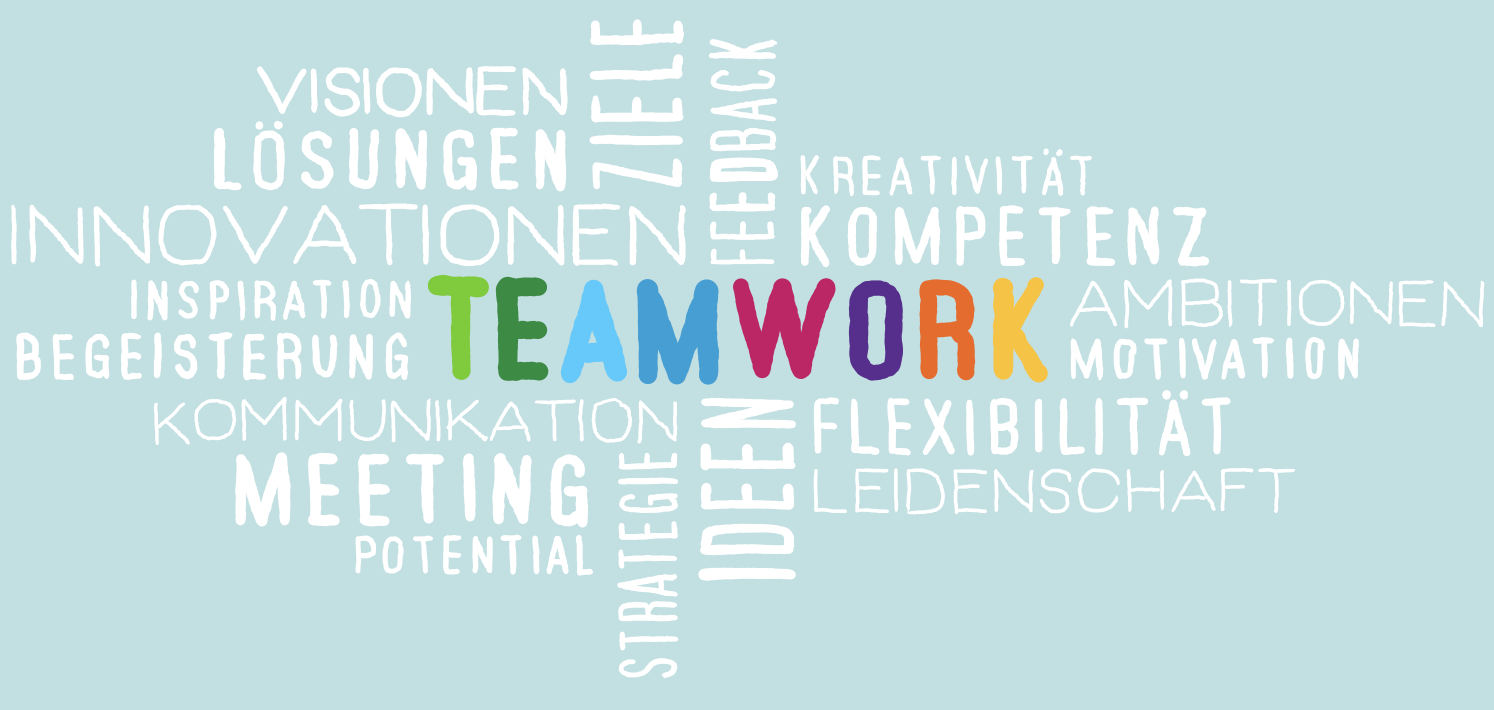 VISIONEN
LÖSUNGEN
ZIELE
FEEDBACK
KREATIVITÄT
INNOVATIONEN
KOMPETENZ
INSPIRATION
BEGEISTERUNG
TEAMWORK
AMBITIONEN
MOTIVATION
KOMMUNIKATION
MEETING
POTENTIAL
STRATEGIE
IDEEN
FLEXIBILITÄT
LEIDENSCHAFT